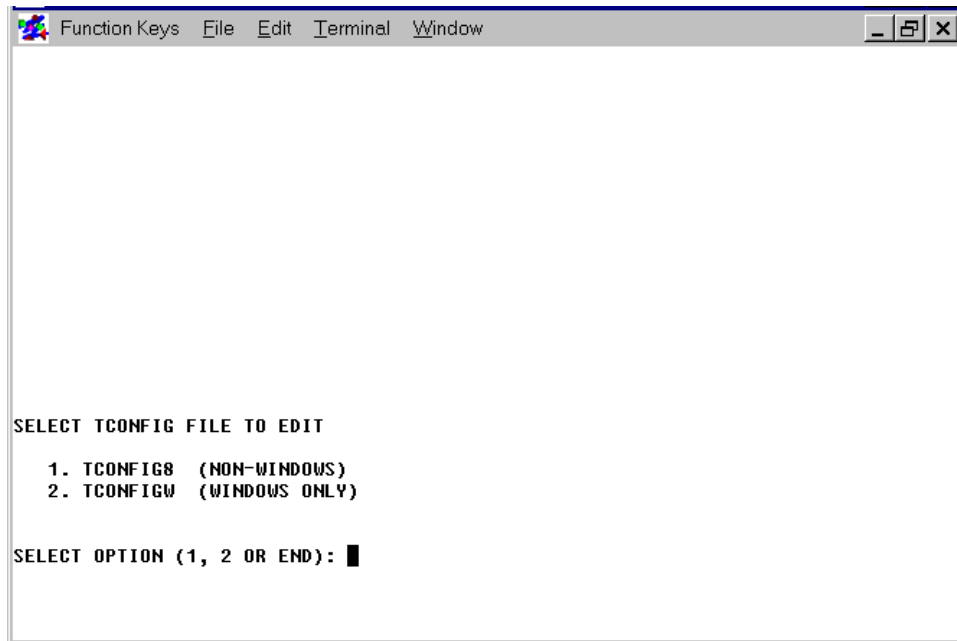 Function Keys File Edit Terminal Window
SELECT TCONFIG FILE TO EDIT
1. TCONFIG8 (NON-WINDOWS)
2. TCONFIGW (WINDOWS ONLY)
SELECT OPTION (1, 2 OR END):